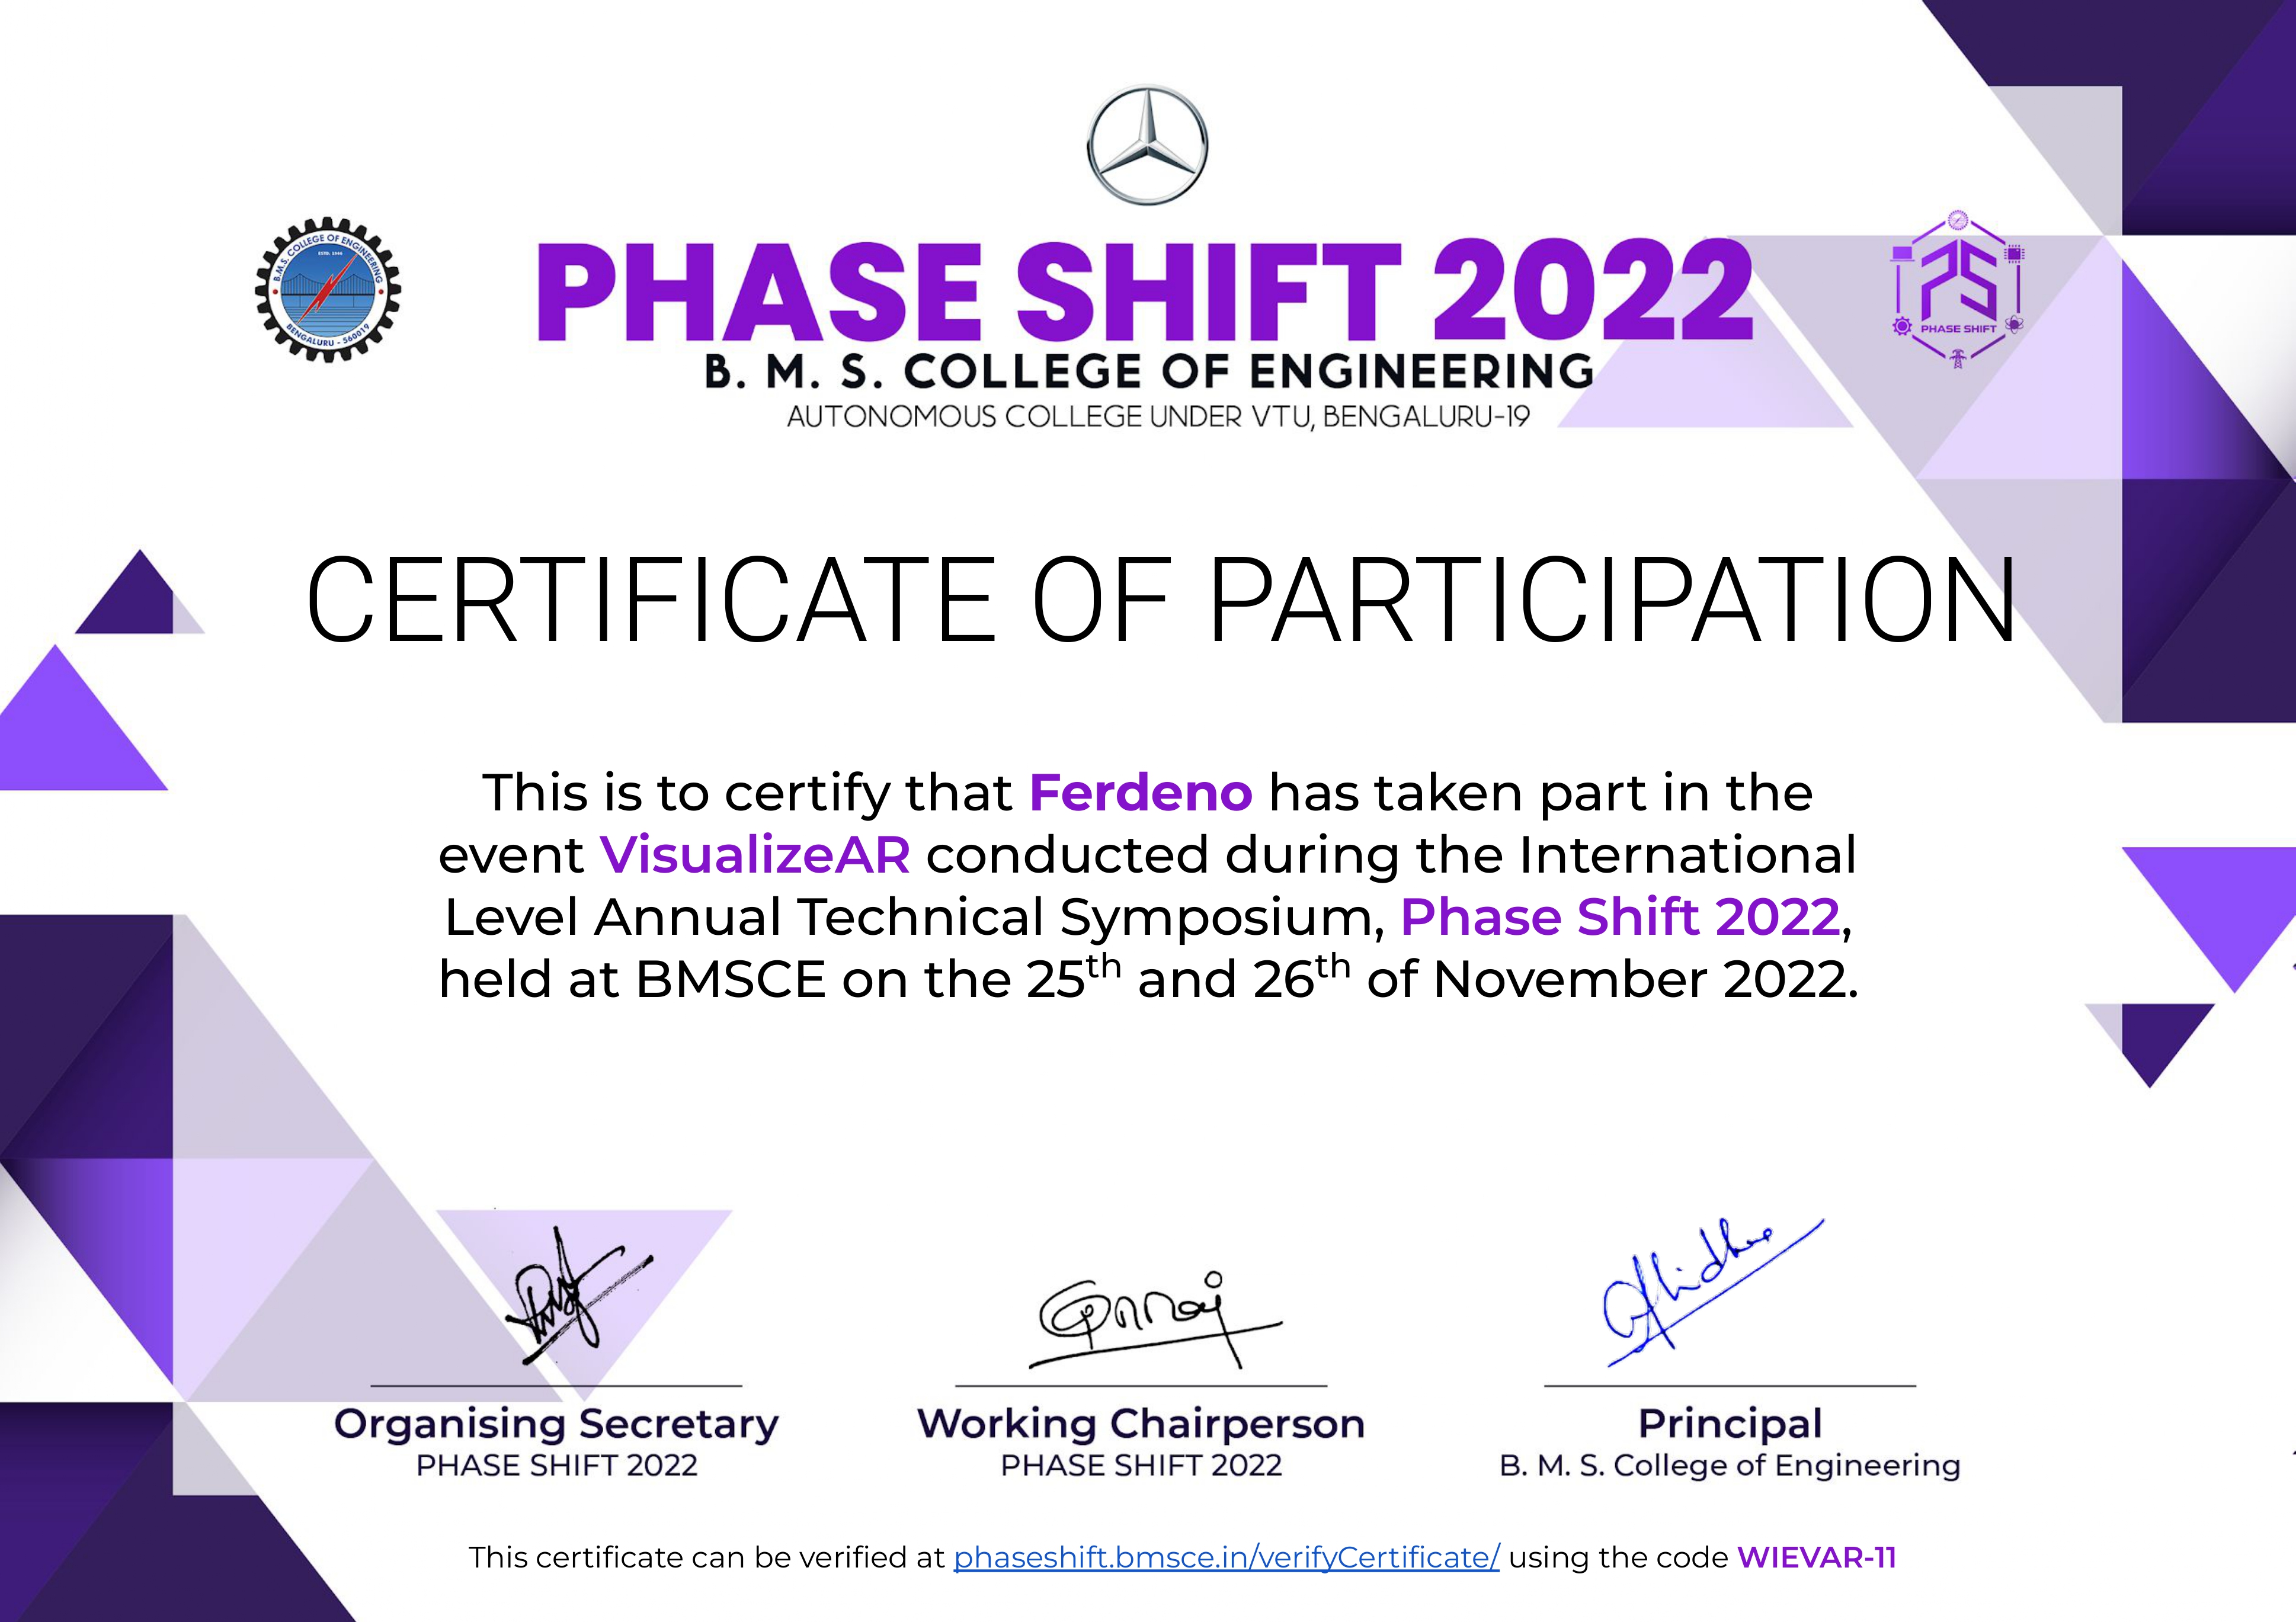 B.M.S. COLLEGE OF ENGINEERING
ESTD. 1946
BENGALURU - 560019
PHASE SHIFT 2022
B. M. S. COLLEGE OF ENGINEERING
AUTONOMOUS COLLEGE UNDER VTU, BENGALURU-19
PS
PHASE SHIFT
CERTIFICATE OF PARTICIPATION
This is to certify that Ferdeno has taken part in the
event VisualizeAR conducted during the International
Level Annual Technical Symposium, Phase Shift 2022,
held at BMSCE on the 25th and 26th of November 2022.
Organising Secretary
PHASE SHIFT 2022
Working Chairperson
PHASE SHIFT 2022
Principal
B. M. S. College of Engineering
This certificate can be verified at phaseshift.bmsce.in/verifyCertificate/ using the code WIEVAR-11